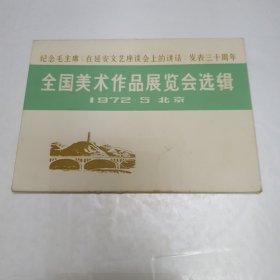 纪念毛主席《在延安文艺座谈会上的讲话》发表三十周年
全国美术作品展览会选辑
1972 5 北京